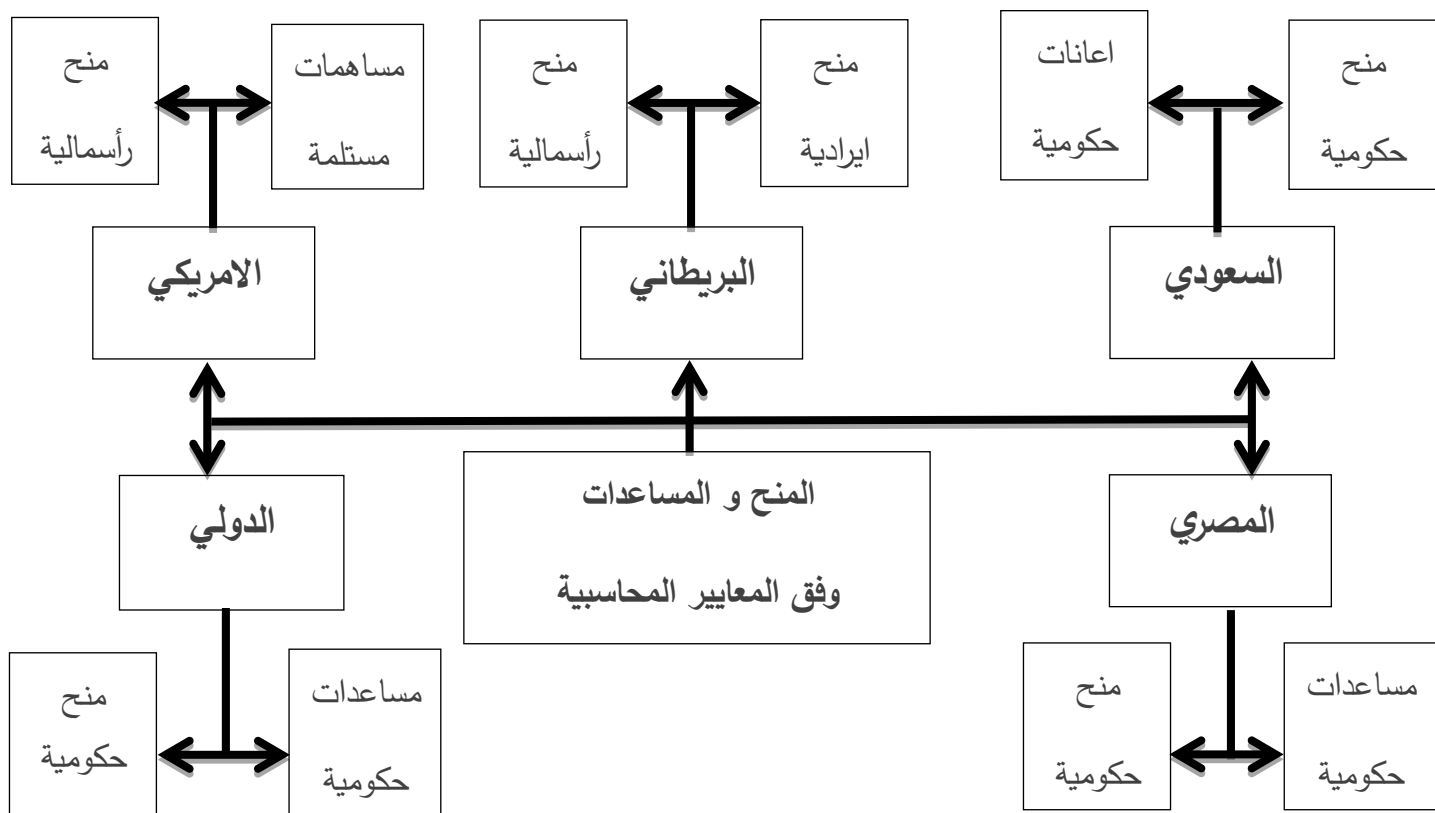 منح
حكومية
اعانات
حكومية
منح
ايرادية
منح
رأسمالية
مساهمات
مستلمة
منح
رأسمالية
السعودي
البريطاني
الامريكي
المنح و المساعدات
وفق المعايير المحاسبية
المصري
الدولي
مساعدات
حكومية
منح
حكومية
مساعدات
حكومية
منح
حكومية